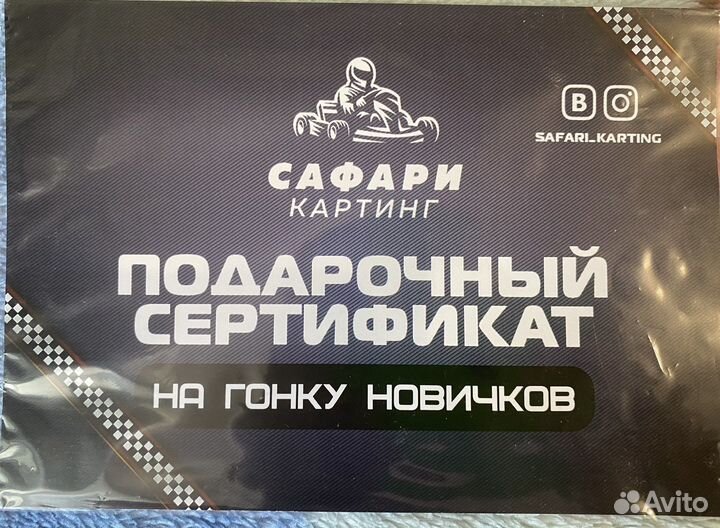 B
SAFARI_KARTING
САФАРИ
КАРТИНГ
ПОДАРОЧНЫЙ
СЕРТИФИКАТ
НА ГОНКУ НОВИЧКОВ
Avito